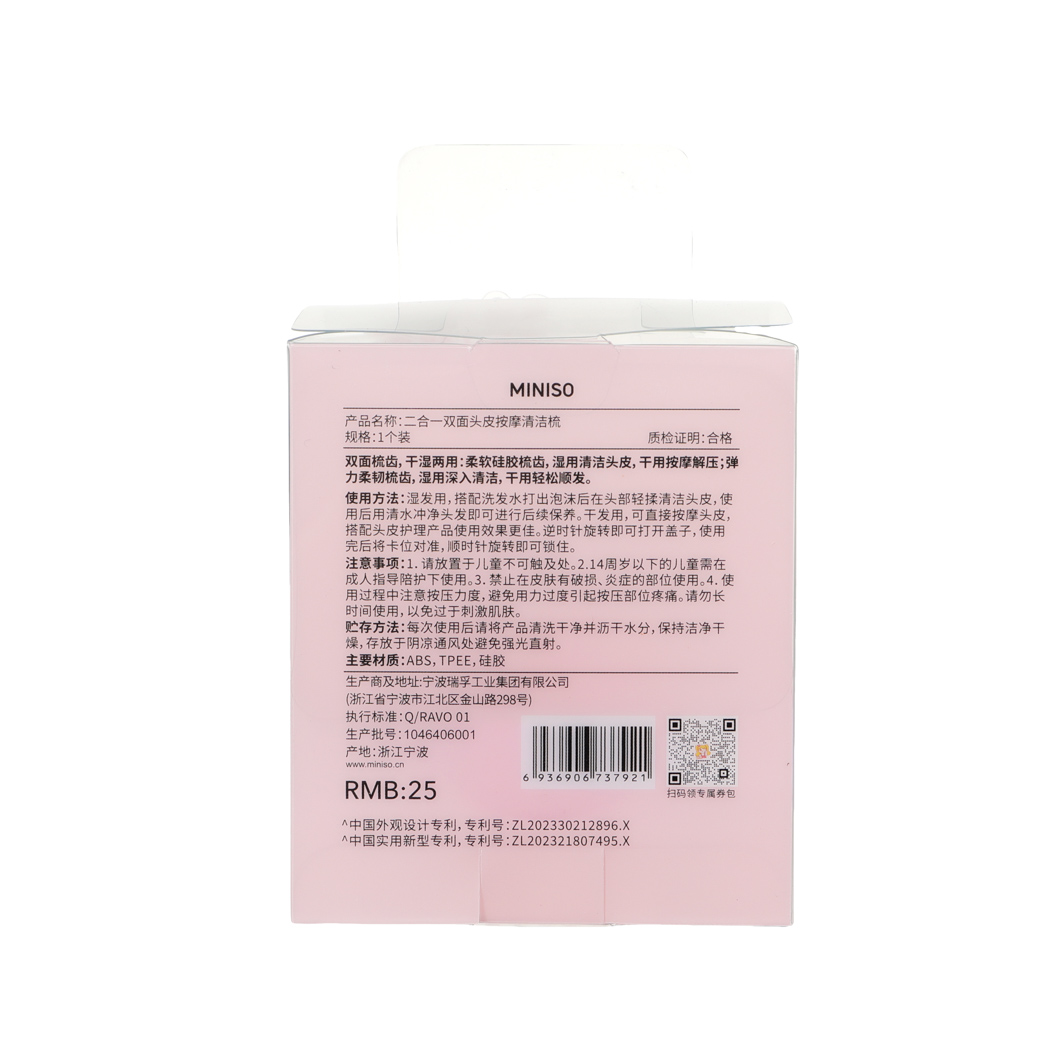 MINISO
产品名称:二合一双面头皮按摩清洁梳
规格:1个装 质检证明:合格
双面梳齿,干湿两用:柔软硅胶梳齿,湿用清洁头皮,干用按摩解压;弹
力柔韧梳齿,湿用深入清洁,干用轻松顺发。
使用方法:湿发用,搭配洗发水打出泡沫后在头部轻揉清洁头皮,使
用后用清水冲净头发即可进行后续保养。干发用,可直接按摩头皮,
搭配头皮护理产品使用效果更佳。逆时针旋转即可打开盖子,使用
完后将卡位对准,顺时针旋转即可锁住。
注意事项:1. 请放置于儿童不可触及处。2.14周岁以下的儿童需在
成人指导陪护下使用。3. 禁止在皮肤有破损、炎症的部位使用。4. 使
用过程中注意按压力度,避免用力过度引起按压部位疼痛。请勿长
时间使用,以免过于刺激肌肤。
贮存方法:每次使用后请将产品清洗干净并沥干水分,保持洁净干
燥,存放于阴凉通风处避免强光直射。
主要材质:ABS,TPEE,硅胶
生产商及地址:宁波瑞孚工业集团有限公司
(浙江省宁波市江北区金山路298号)
执行标准:Q/RAVO 01
生产批号:1046406001
产地:浙江宁波
www.miniso.cn
RMB:25
6 936906 737921
扫码领专属券包
^中国外观设计专利,专利号:ZL202330212896.X
^中国实用新型专利,专利号:ZL202321807495.X